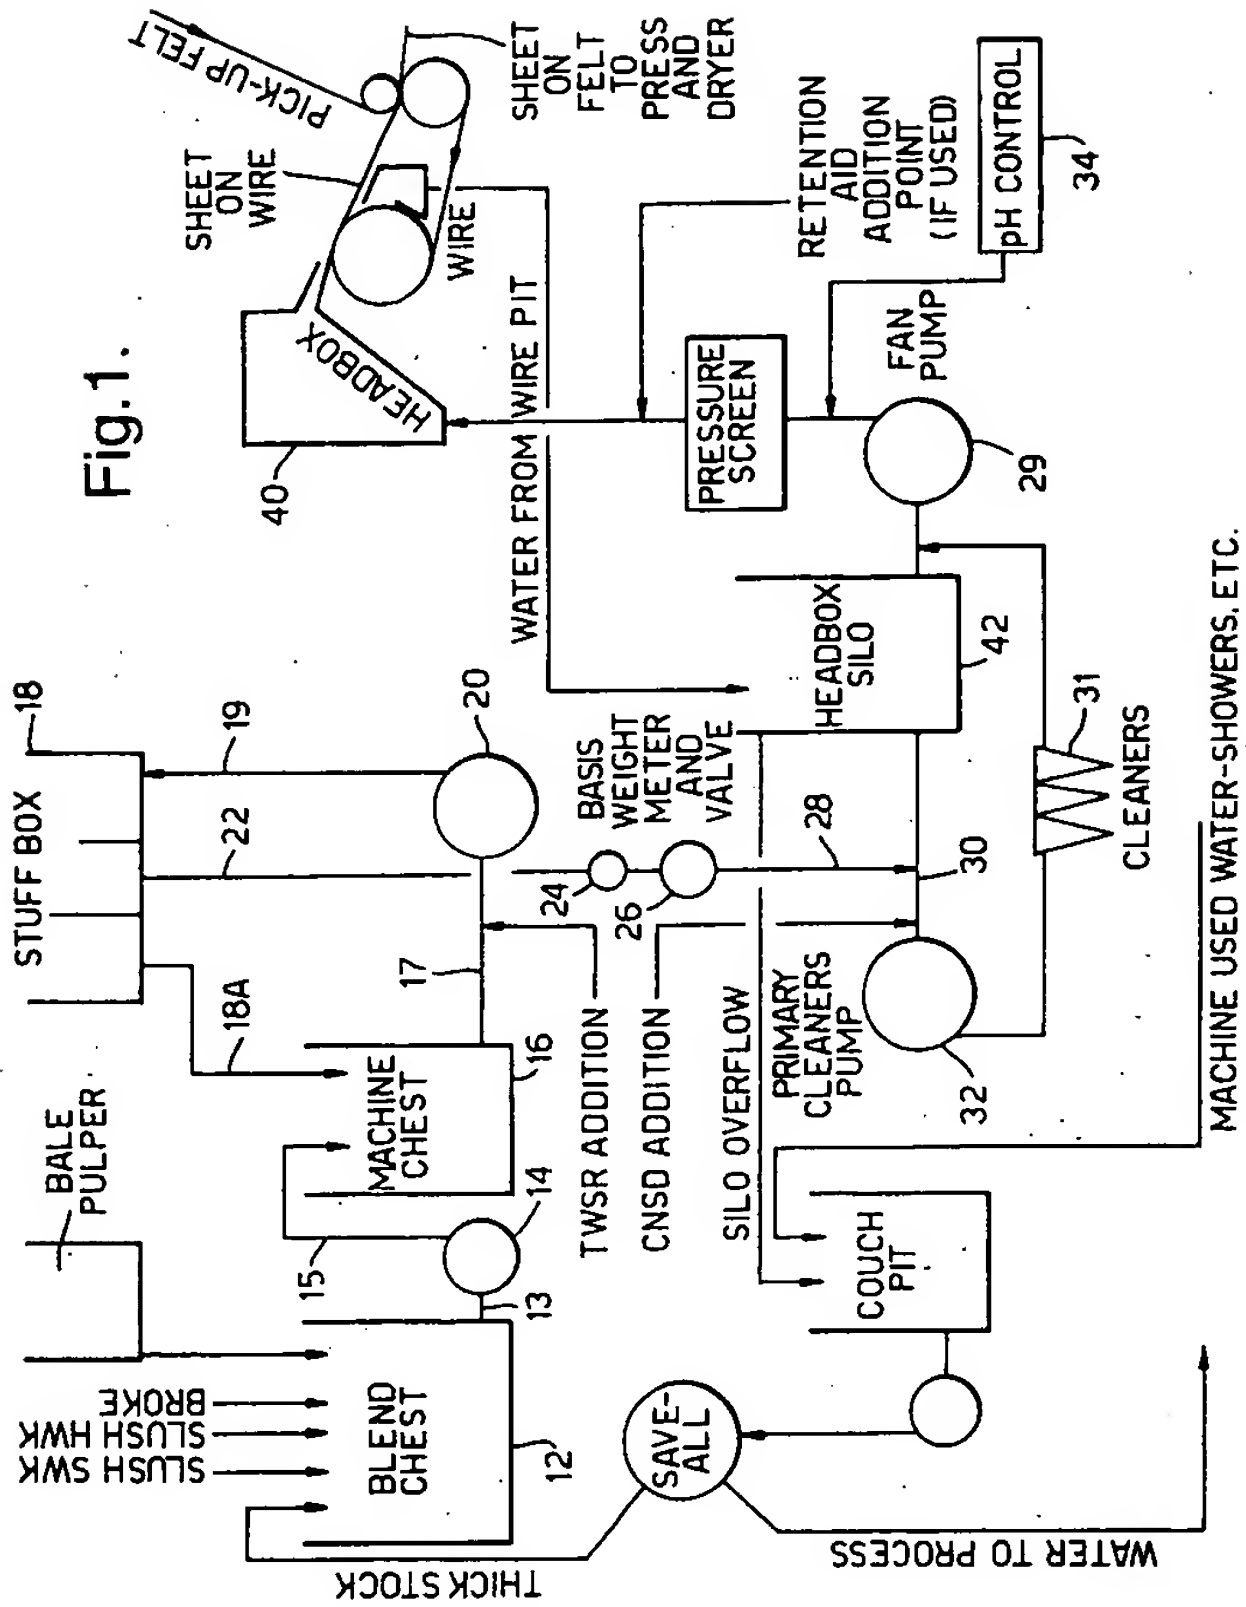 Fig.1.
BALE
PULPER
STUFF BOX
18
18A
19
22
20
SLUSH SWK
SLUSH HWK
BROKE
BLEND
CHEST
12
13
14
15
MACHINE
CHEST
16
17
THICK STOCK
SAVE-
ALL
WATER TO PROCESS
TWSR ADDITION
CNSD ADDITION
SILO OVERFLOW
COUCH
PIT
24
26
BASIS
WEIGHT
METER
AND
VALVE
28
30
PRIMARY
CLEANERS
PUMP
32
CLEANERS
31
MACHINE USED WATER-SHOWERS, ETC.
HEADBOX
SILO
42
WATER FROM WIRE PIT
40
HEADBOX
PRESSURE
SCREEN
FAN
PUMP
29
SHEET
ON
WIRE
WIRE
PICK-UP FELT
SHEET
ON
FELT
TO
PRESS
AND
DRYER
RETENTION
AID
ADDITION
POINT
(IF USED)
pH CONTROL
34